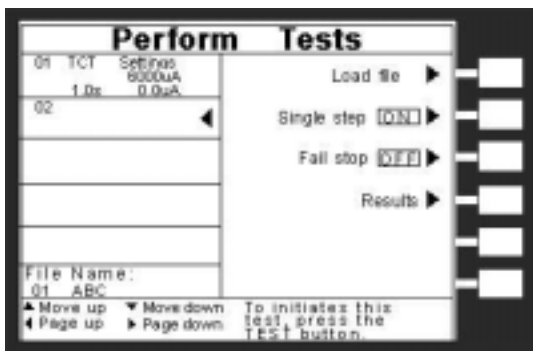 Perform Tests
01 TCT Settings
6000uA
1.0s 0.0uA
02
Load file
Single step ON
Fail stop OFF
Results
File Name:
01 ABC
Move up Move down
Page up Page down
To initiates this
test, press the
TEST button.